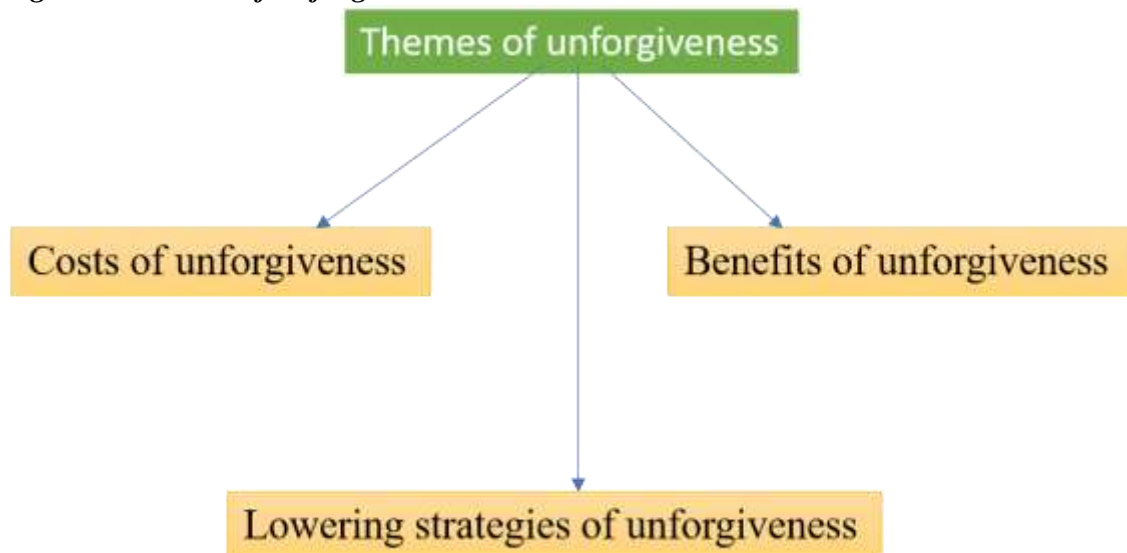 Themes of unforgiveness
Costs of unforgiveness
Benefits of unforgiveness
Lowering strategies of unforgiveness